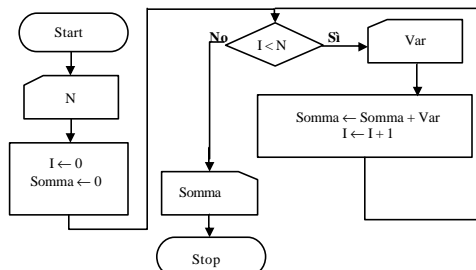 Start
N
I ← 0
Somma ← 0
I < N
No
Sì
Var
Somma ← Somma + Var
I ← I + 1
Somma
Stop